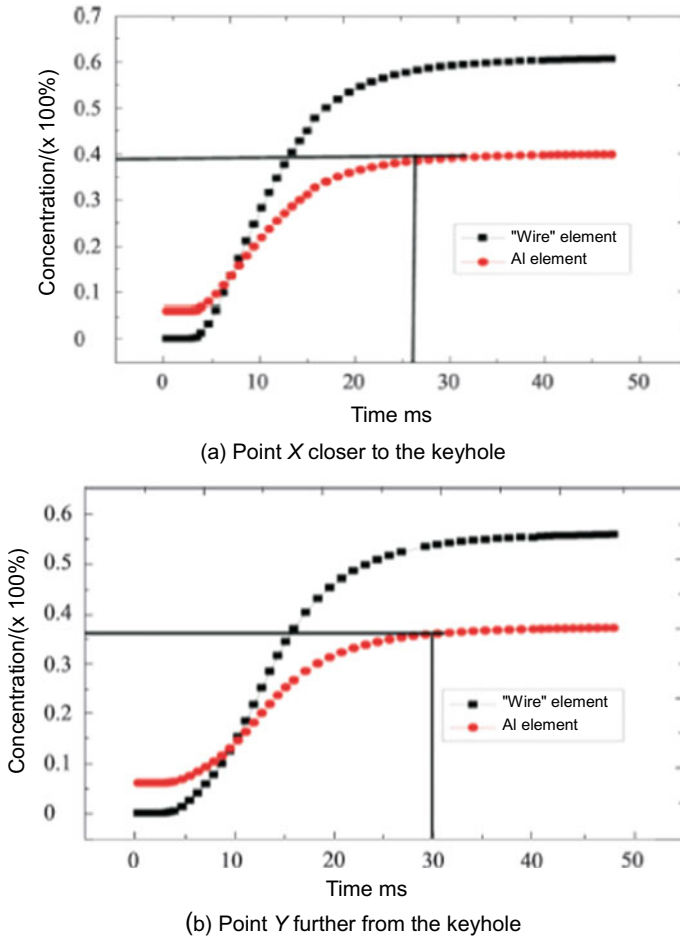 0.7
0.6
0.5
0.4
0.3
0.2
0.1
0
Concentration/(x 100%)
"Wire" element
Al element
0 10 20 30 40 50
Time ms
(a) Point X closer to the keyhole
0.6
0.5
0.4
0.3
0.2
0.1
0
Concentration/(x 100%)
"Wire" element
Al element
0 10 20 30 40 50
Time ms
(b) Point Y further from the keyhole